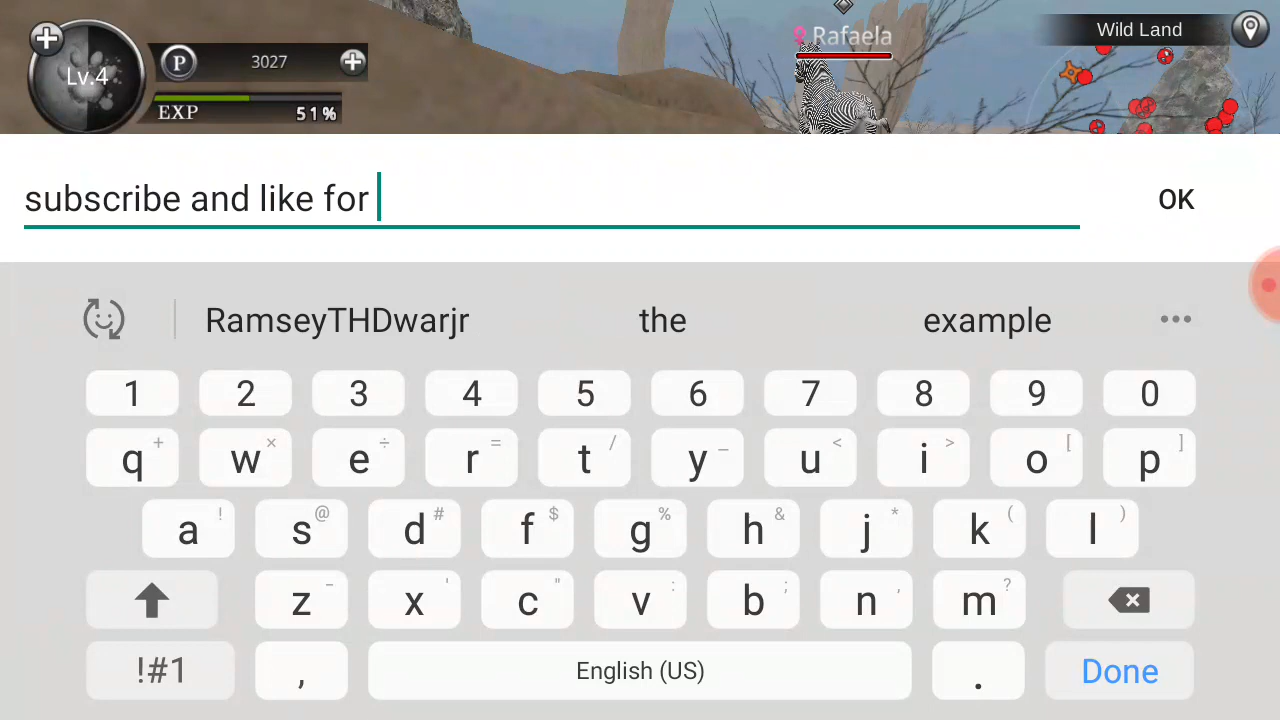 Lv.4
P 3027
EXP 51%
Rafaela
Wild Land
subscribe and like for
OK
RamseyTHDwarjr the example •••
1 2 3 4 5 6 7 8 9 0
q + w × e ÷ r = t / y _ u < i > o [ p ]
a ! s @ d # f $ g % h & j * k ( l )
z - x ' c " v : b ; n , m ?
!#1 , English (US) . Done